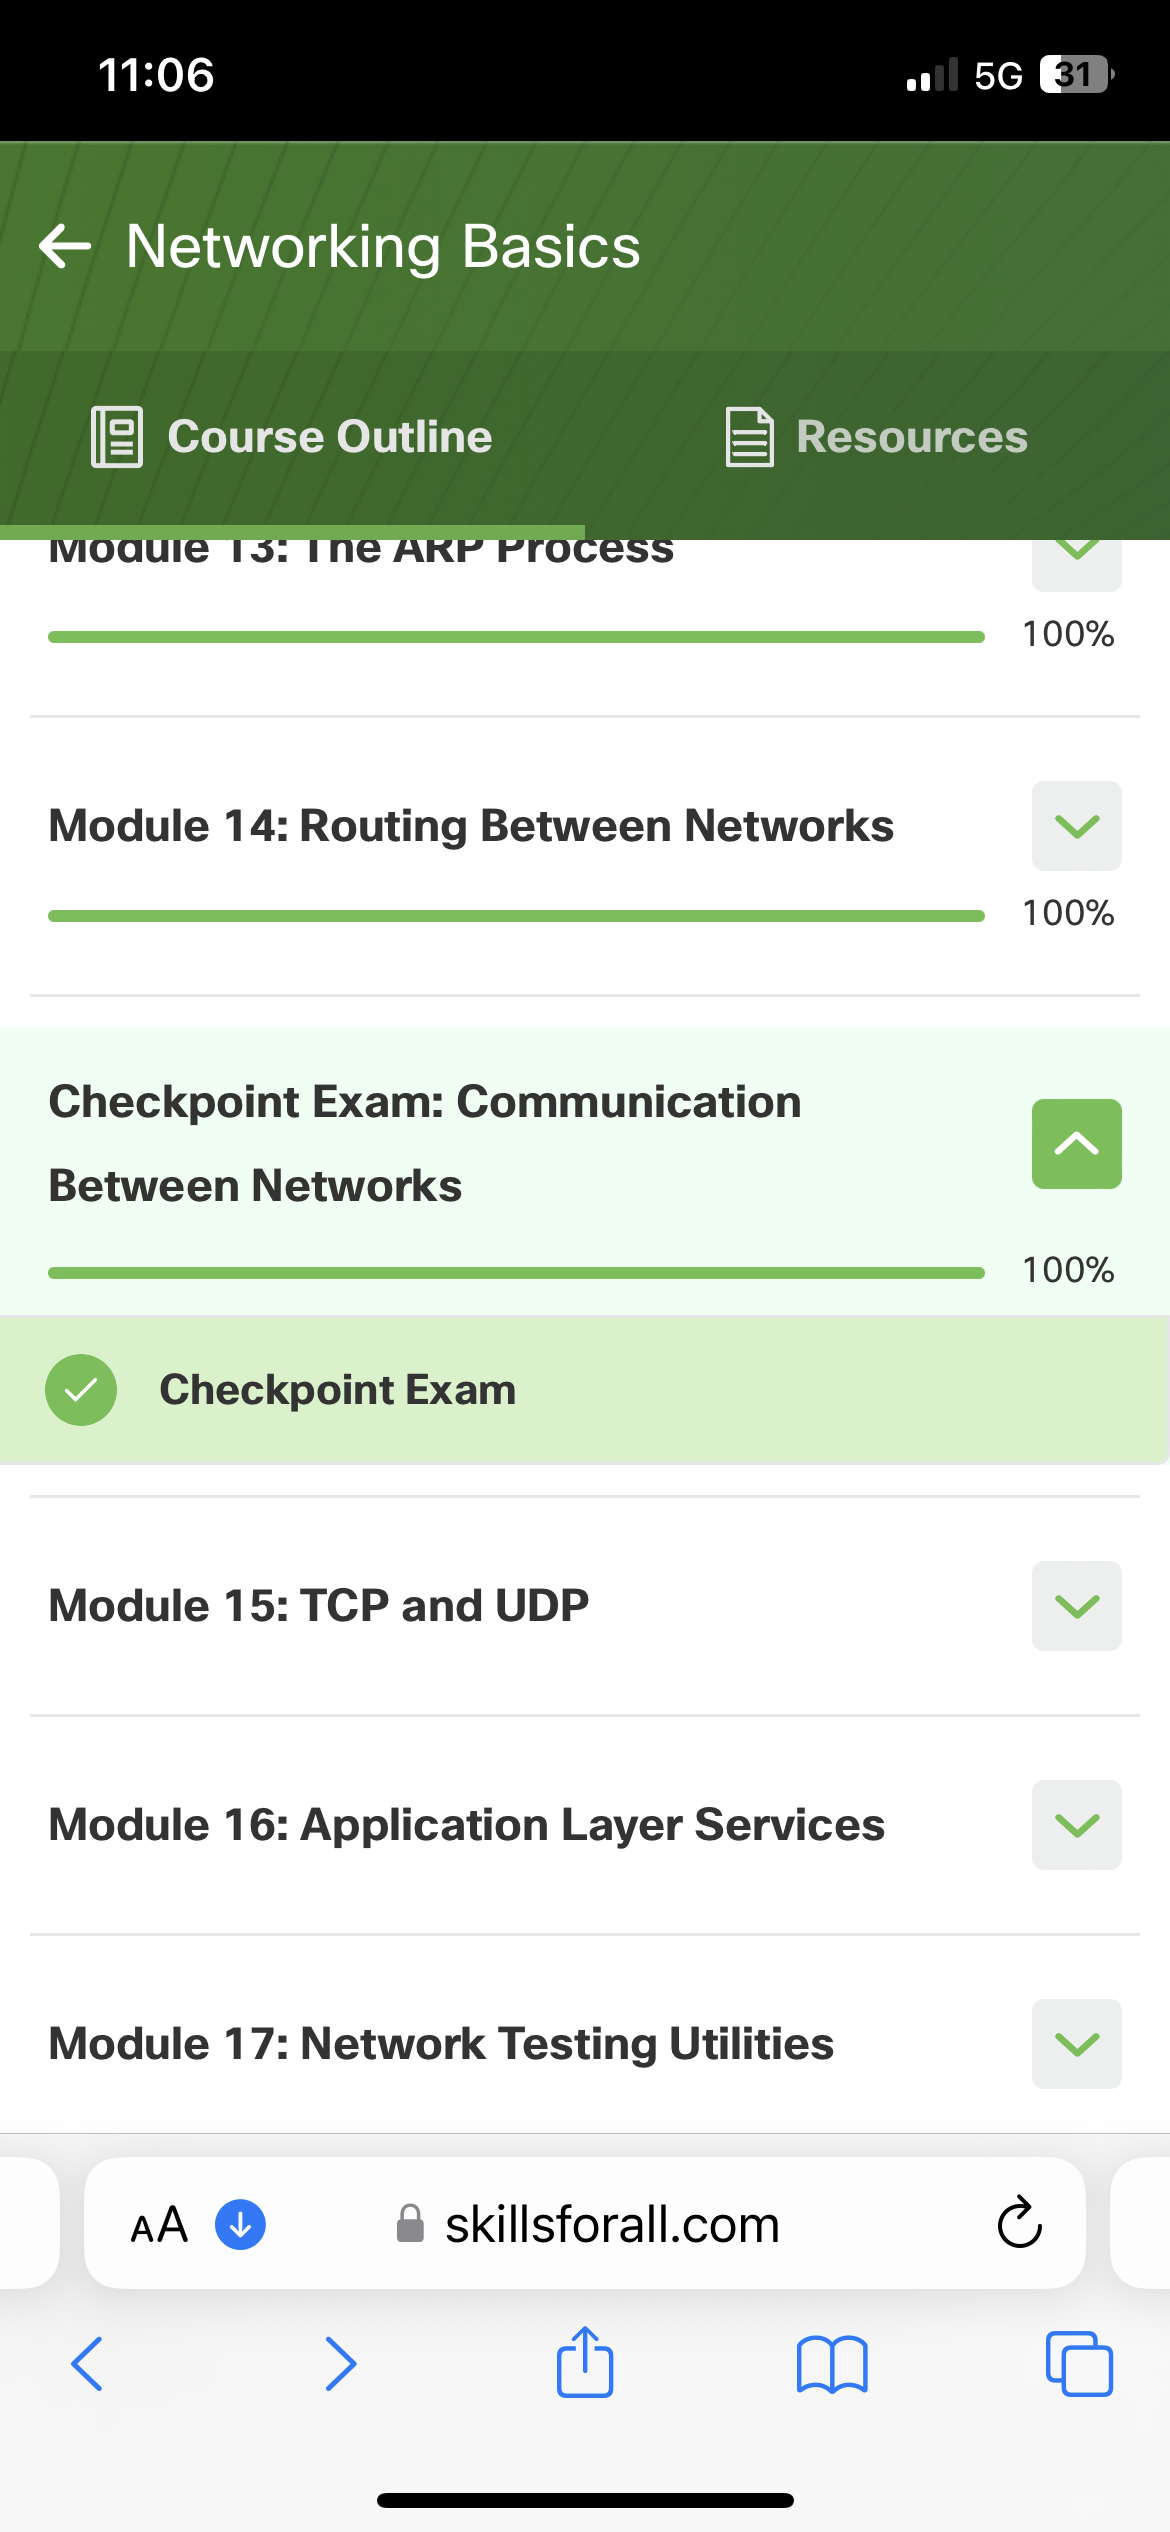 11:06
5G 31
Networking Basics
Course Outline
Resources
Module 13: The ARP Process
100%
Module 14: Routing Between Networks
100%
Checkpoint Exam: Communication
Between Networks
100%
Checkpoint Exam
Module 15: TCP and UDP
Module 16: Application Layer Services
Module 17: Network Testing Utilities
AA skillsforall.com